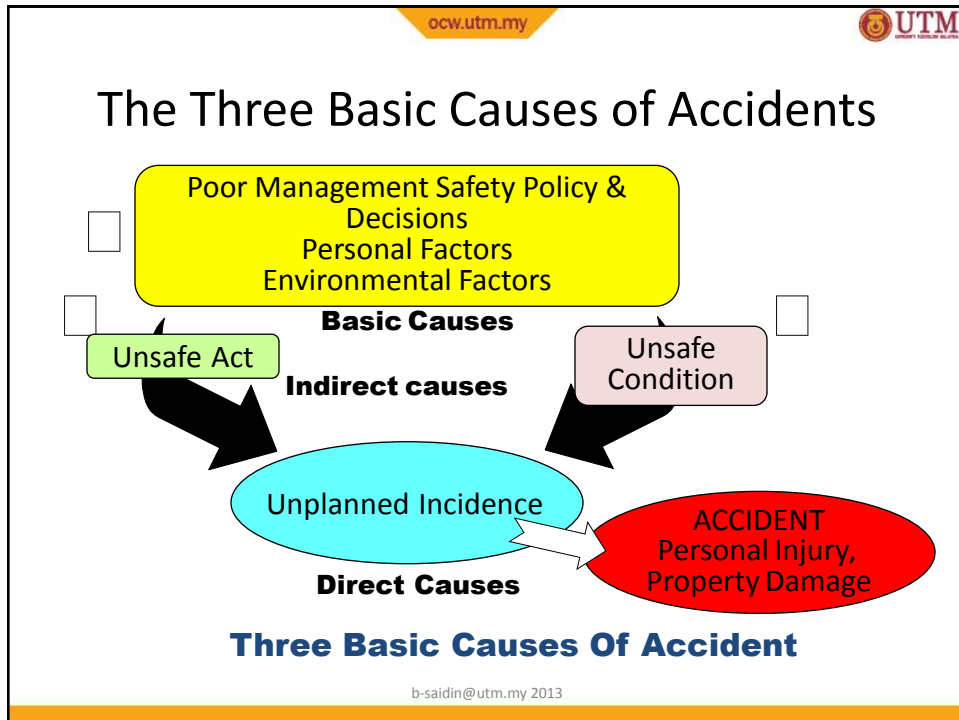 ocw.utm.my
UTM
The Three Basic Causes of Accidents
Poor Management Safety Policy &
Decisions
Personal Factors
Environmental Factors
Basic Causes
Unsafe Act
Unsafe
Condition
Indirect causes
Unplanned Incidence
ACCIDENT
Personal Injury,
Property Damage
Direct Causes
Three Basic Causes Of Accident
b-saidin@utm.my 2013